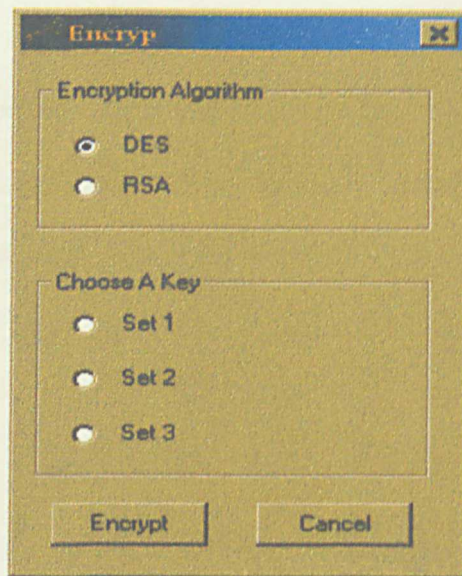 Encryp
Encryption Algorithm
DES
RSA
Choose A Key
Set 1
Set 2
Set 3
Encrypt
Cancel